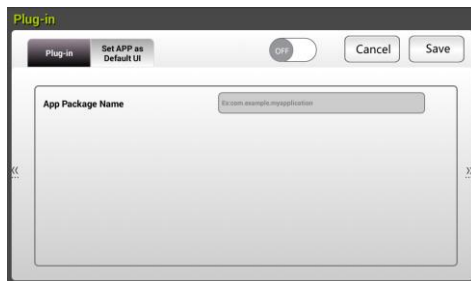 Plug-in
Plug-in
Set APP as
Default UI
OFF
Cancel
Save
App Package Name
Ex:com.example.myapplication
«
»